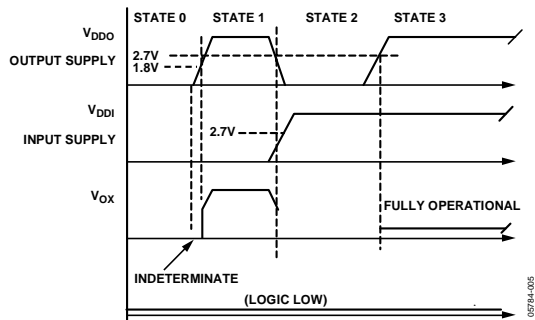 STATE 0 STATE 1 STATE 2 STATE 3
VDDO
OUTPUT SUPPLY
2.7V
1.8V
VDDI
INPUT SUPPLY
2.7V
VOX
FULLY OPERATIONAL
INDETERMINATE
(LOGIC LOW)
05784-005